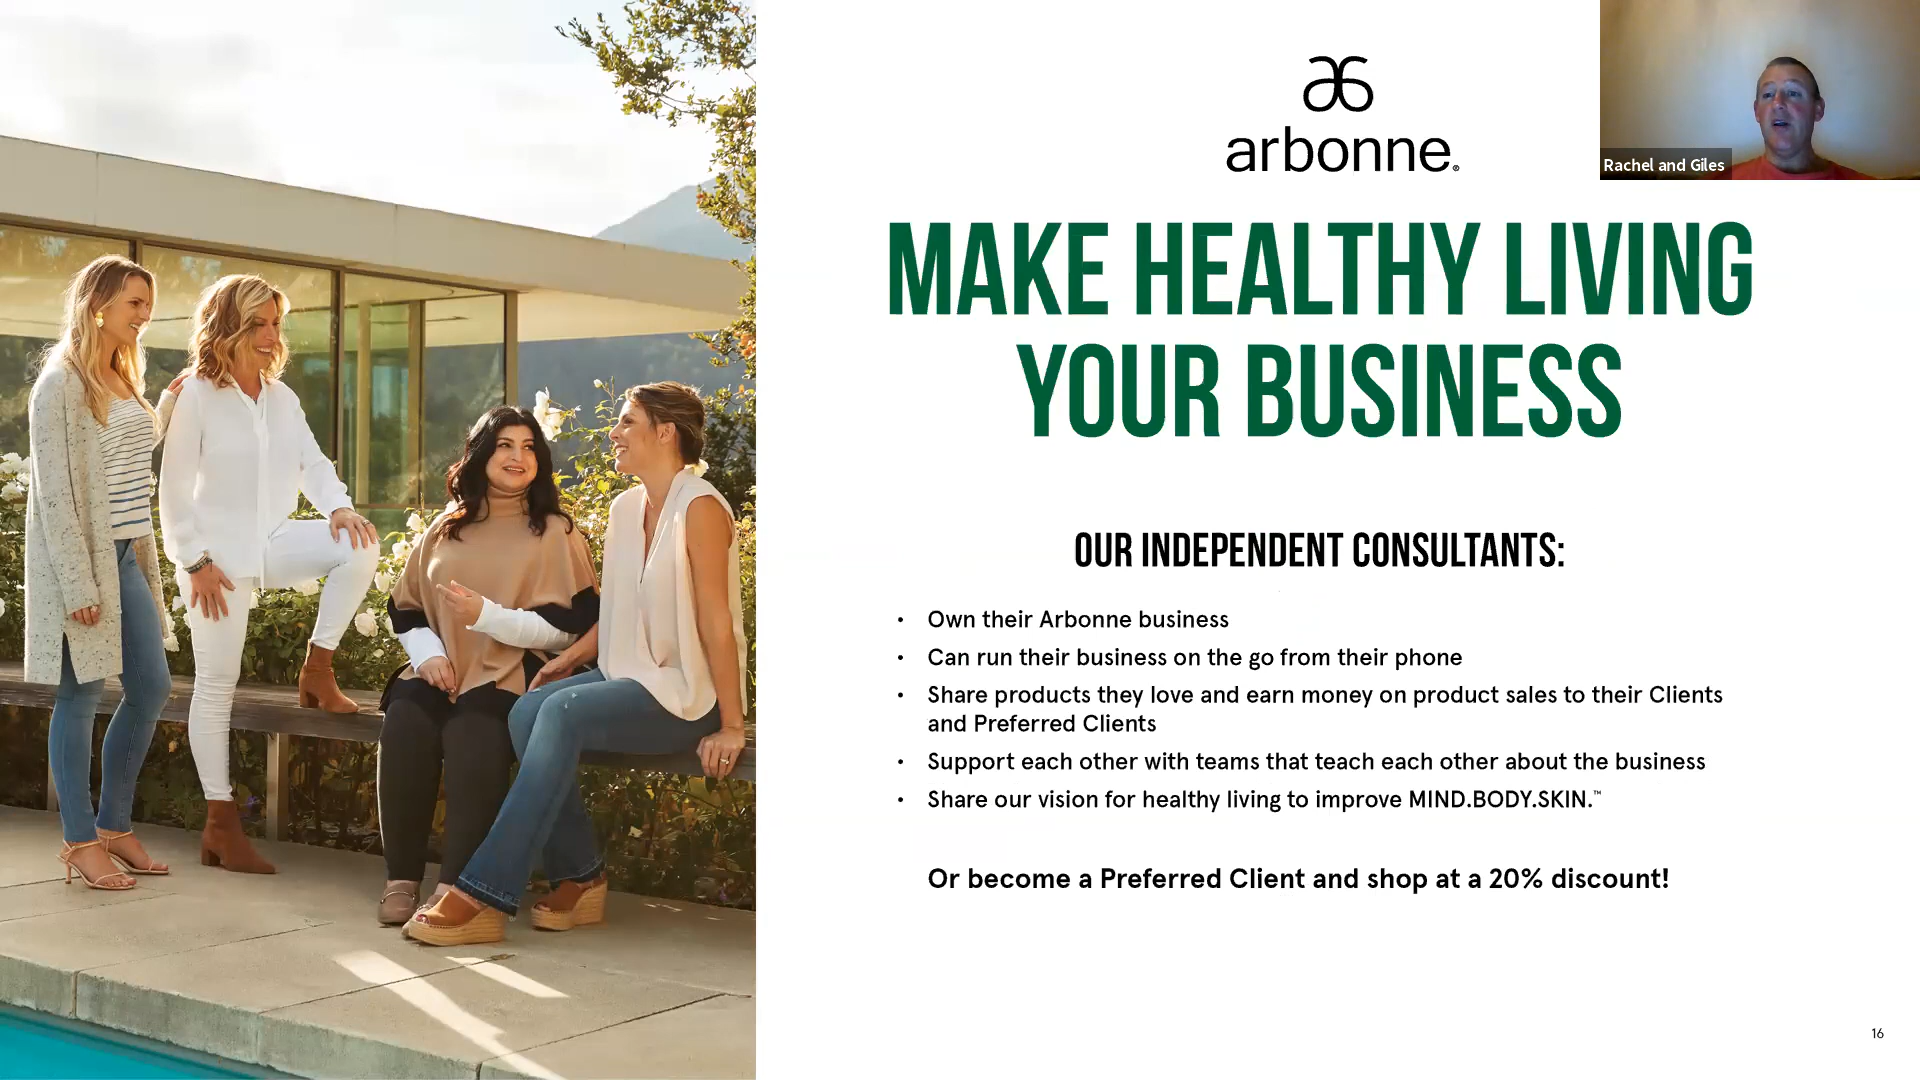 arbonne®
Rachel and Giles
MAKE HEALTHY LIVING
YOUR BUSINESS
OUR INDEPENDENT CONSULTANTS:
• Own their Arbonne business
• Can run their business on the go from their phone
• Share products they love and earn money on product sales to their Clients
and Preferred Clients
• Support each other with teams that teach each other about the business
• Share our vision for healthy living to improve MIND.BODY.SKIN.™
Or become a Preferred Client and shop at a 20% discount!
16